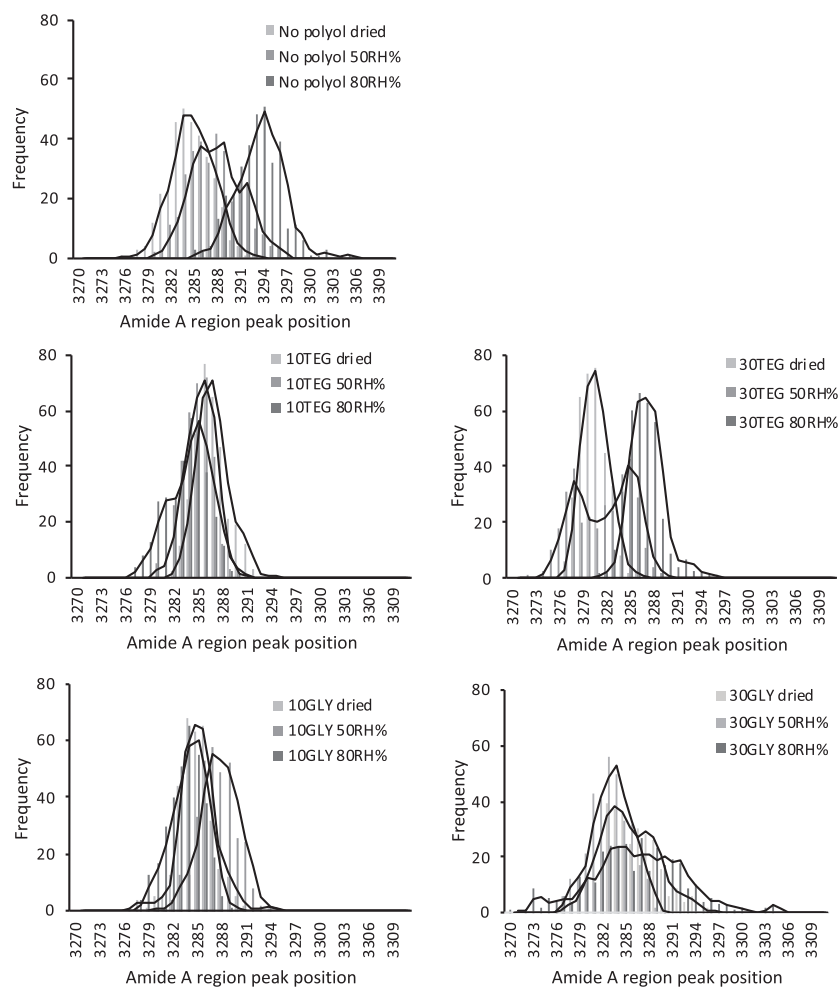 80
60
40
20
0
Frequency
No polyol dried
No polyol 50RH%
No polyol 80RH%
3270 3273 3276 3279 3282 3285 3288 3291 3294 3297 3300 3303 3306 3309
Amide A region peak position
80
60
40
20
0
Frequency
10TEG dried
10TEG 50RH%
10TEG 80RH%
3270 3273 3276 3279 3282 3285 3288 3291 3294 3297 3300 3303 3306 3309
Amide A region peak position
80
60
40
20
0
Frequency
30TEG dried
30TEG 50RH%
30TEG 80RH%
3270 3273 3276 3279 3282 3285 3288 3291 3294 3297 3300 3303 3306 3309
Amide A region peak position
80
60
40
20
0
Frequency
10GLY dried
10GLY 50RH%
10GLY 80RH%
3270 3273 3276 3279 3282 3285 3288 3291 3294 3297 3300 3303 3306 3309
Amide A region peak position
80
60
40
20
0
Frequency
30GLY dried
30GLY 50RH%
30GLY 80RH%
3270 3273 3276 3279 3282 3285 3288 3291 3294 3297 3300 3303 3306 3309
Amide A region peak position